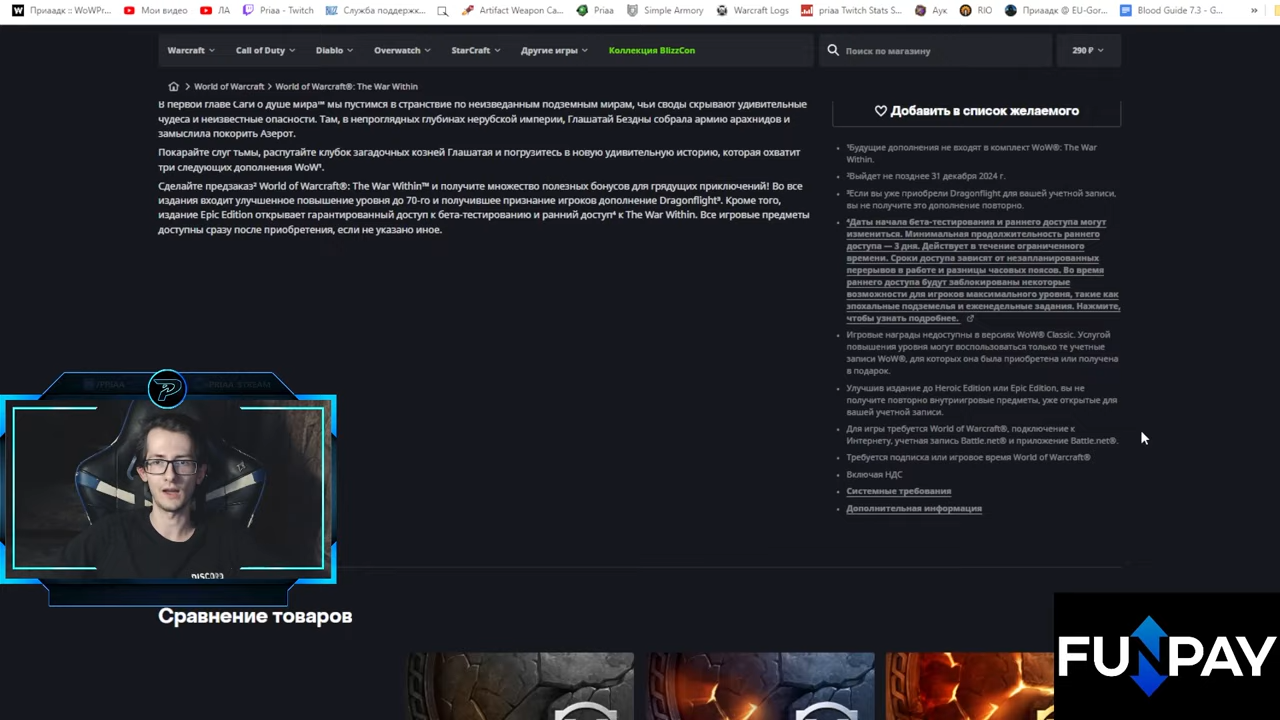 Приаадк :: WoWPr...
Мои видео
ЛА
Priaa - Twitch
Служба поддержк...
Artifact Weapon Ca...
Priaa
Simple Armory
Warcraft Logs
priaa Twitch Stats S...
Аук
RIO
Приаадк @ EU-Gor...
Blood Guide 7.3 - G...
»
Warcraft
Call of Duty
Diablo
Overwatch
StarCraft
Другие игры
Коллекция BlizzCon
Поиск по магазину
290 ₽
World of Warcraft
World of Warcraft®: The War Within
В первой главе Саги о душе мира™ мы пустимся в странствие по неизведанным подземным мирам, чьи своды скрывают удивительные
чудеса и неизвестные опасности. Там, в непроглядных глубинах нерубской империи, Глашатай Бездны собрала армию арахнидов и
замыслила покорить Азерот.
Покарайте слуг тьмы, распутайте клубок загадочных козней Глашатая и погрузитесь в новую удивительную историю, которая охватит
три следующих дополнения WoW¹.
Сделайте предзаказ² World of Warcraft®: The War Within™ и получите множество полезных бонусов для грядущих приключений! Во все
издания входит улучшенное повышение уровня до 70-го и получившее признание игроков дополнение Dragonflight³. Кроме того,
издание Epic Edition открывает гарантированный доступ к бета-тестированию и ранний доступ⁴ к The War Within. Все игровые предметы
доступны сразу после приобретения, если не указано иное.
Добавить в список желаемого
¹Будущие дополнения не входят в комплект WoW®: The War
Within.
²Выйдет не позднее 31 декабря 2024 г.
³Если вы уже приобрели Dragonflight для вашей учетной записи,
вы не получите это дополнение повторно.
⁴Даты начала бета-тестирования и раннего доступа могут
измениться. Минимальная продолжительность раннего
доступа — 3 дня. Действует в течение ограниченного
времени. Сроки доступа зависят от незапланированных
перерывов в работе и разницы часовых поясов. Во время
раннего доступа будут заблокированы некоторые
возможности для игроков максимального уровня, такие как
эпохальные подземелья и еженедельные задания. Нажмите,
чтобы узнать подробнее.
Игровые награды недоступны в версиях WoW® Classic. Услугой
повышения уровня могут воспользоваться только те учетные
записи WoW®, для которых она была приобретена или получена
в подарок.
Улучшив издание до Heroic Edition или Epic Edition, вы не
получите повторно внутриигровые предметы, уже открытые для
вашей учетной записи.
Для игры требуется World of Warcraft®, подключение к
Интернету, учетная запись Battle.net® и приложение Battle.net®.
Требуется подписка или игровое время World of Warcraft®
Включая НДС
Системные требования
Дополнительная информация
/PRIAA
/PRIAA_STREAM
DISCORD
Сравнение товаров
FUNPAY